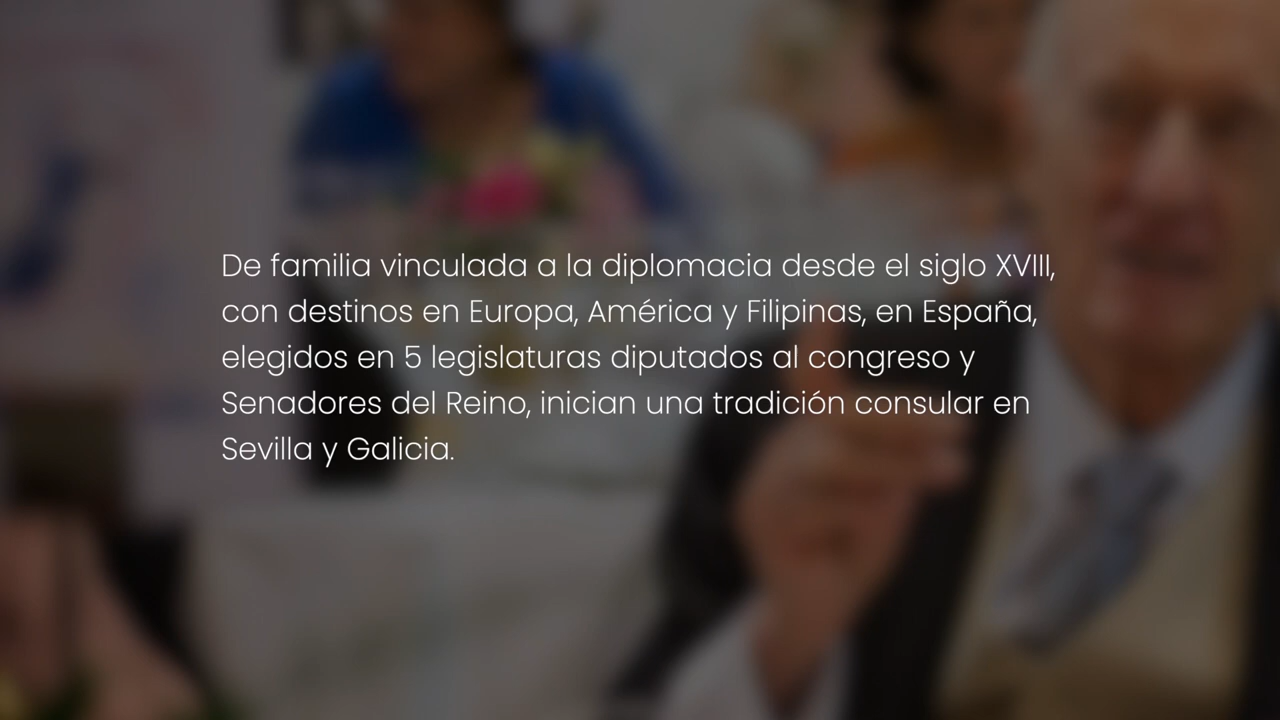 De familia vinculada a la diplomacia desde el siglo XVIII,
con destinos en Europa, América y Filipinas, en España,
elegidos en 5 legislaturas diputados al congreso y
Senadores del Reino, inician una tradición consular en
Sevilla y Galicia.